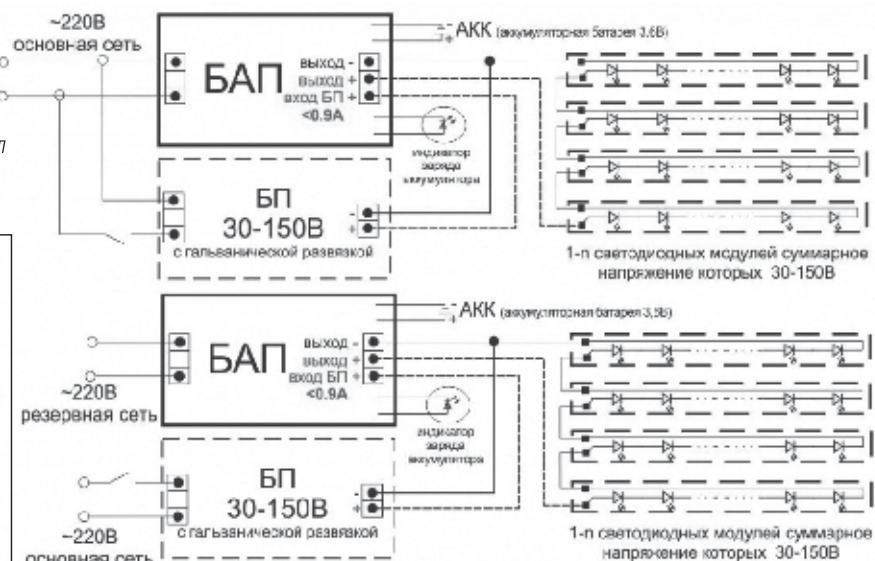 ~220В
основная сеть
БАП
выход -
выход +
вход БП +
<0.9А
- АКК (аккумуляторная батарея 3,6В)
+
индикатор
заряда
аккумулятора
БП
30-150В
с гальванической развязкой
-
+
1-n светодиодных модулей суммарное
напряжение которых 30-150В
~220В
резервная сеть
БАП
выход -
выход +
вход БП +
<0.9А
- АКК (аккумуляторная батарея 3,6В)
+
индикатор
заряда
аккумулятора
~220В
основная сеть
БП
30-150В
с гальванической развязкой
-
+
1-n светодиодных модулей суммарное
напряжение которых 30-150В